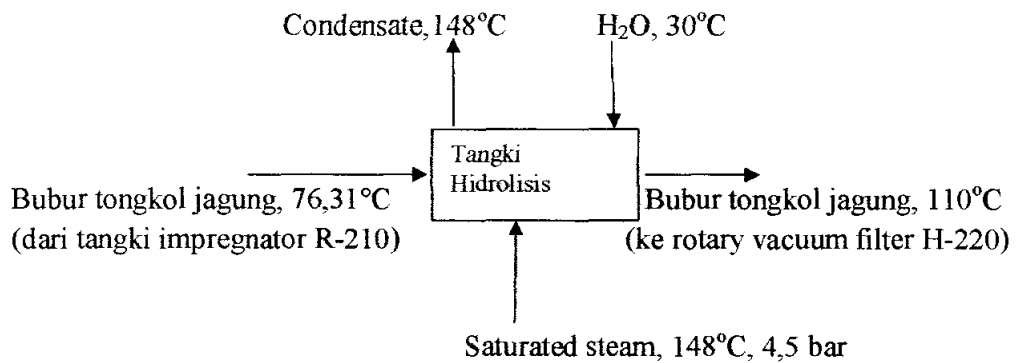 Condensate, 148°C
H₂O, 30°C
Tangki
Hidrolisis
Bubur tongkol jagung, 76,31°C
(dari tangki impregnator R-210)
Bubur tongkol jagung, 110°C
(ke rotary vacuum filter H-220)
Saturated steam, 148°C, 4,5 bar